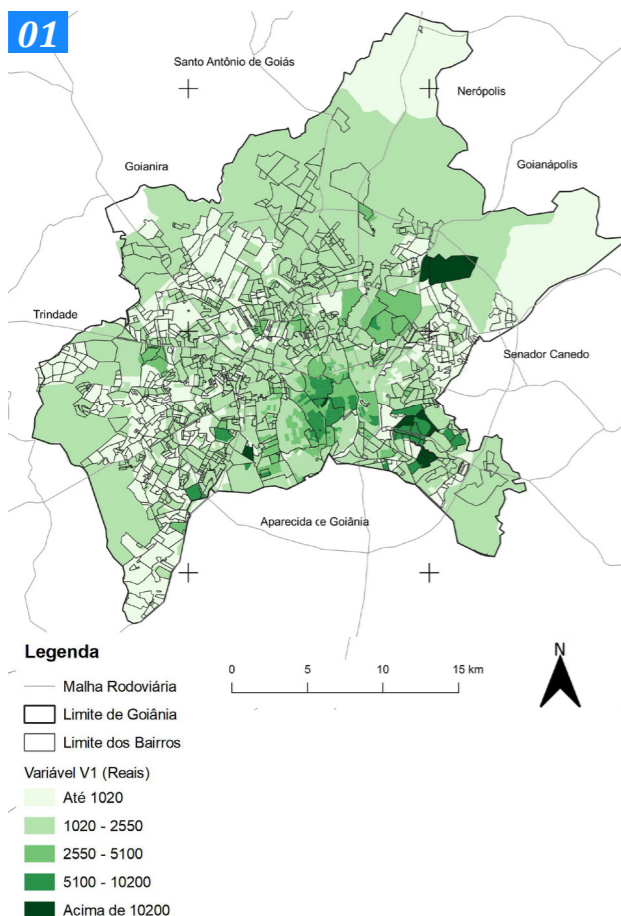 01
Santo Antônio de Goiás
Nerópolis
Goianira
Goianápolis
Trindade
Senador Canedo
Aparecida de Goiânia
Legenda
Malha Rodoviária
Limite de Goiânia
Limite dos Bairros
Variável V1 (Reais)
Até 1020
1020 - 2550
2550 - 5100
5100 - 10200
Acima de 10200
0 5 10 15 km
N